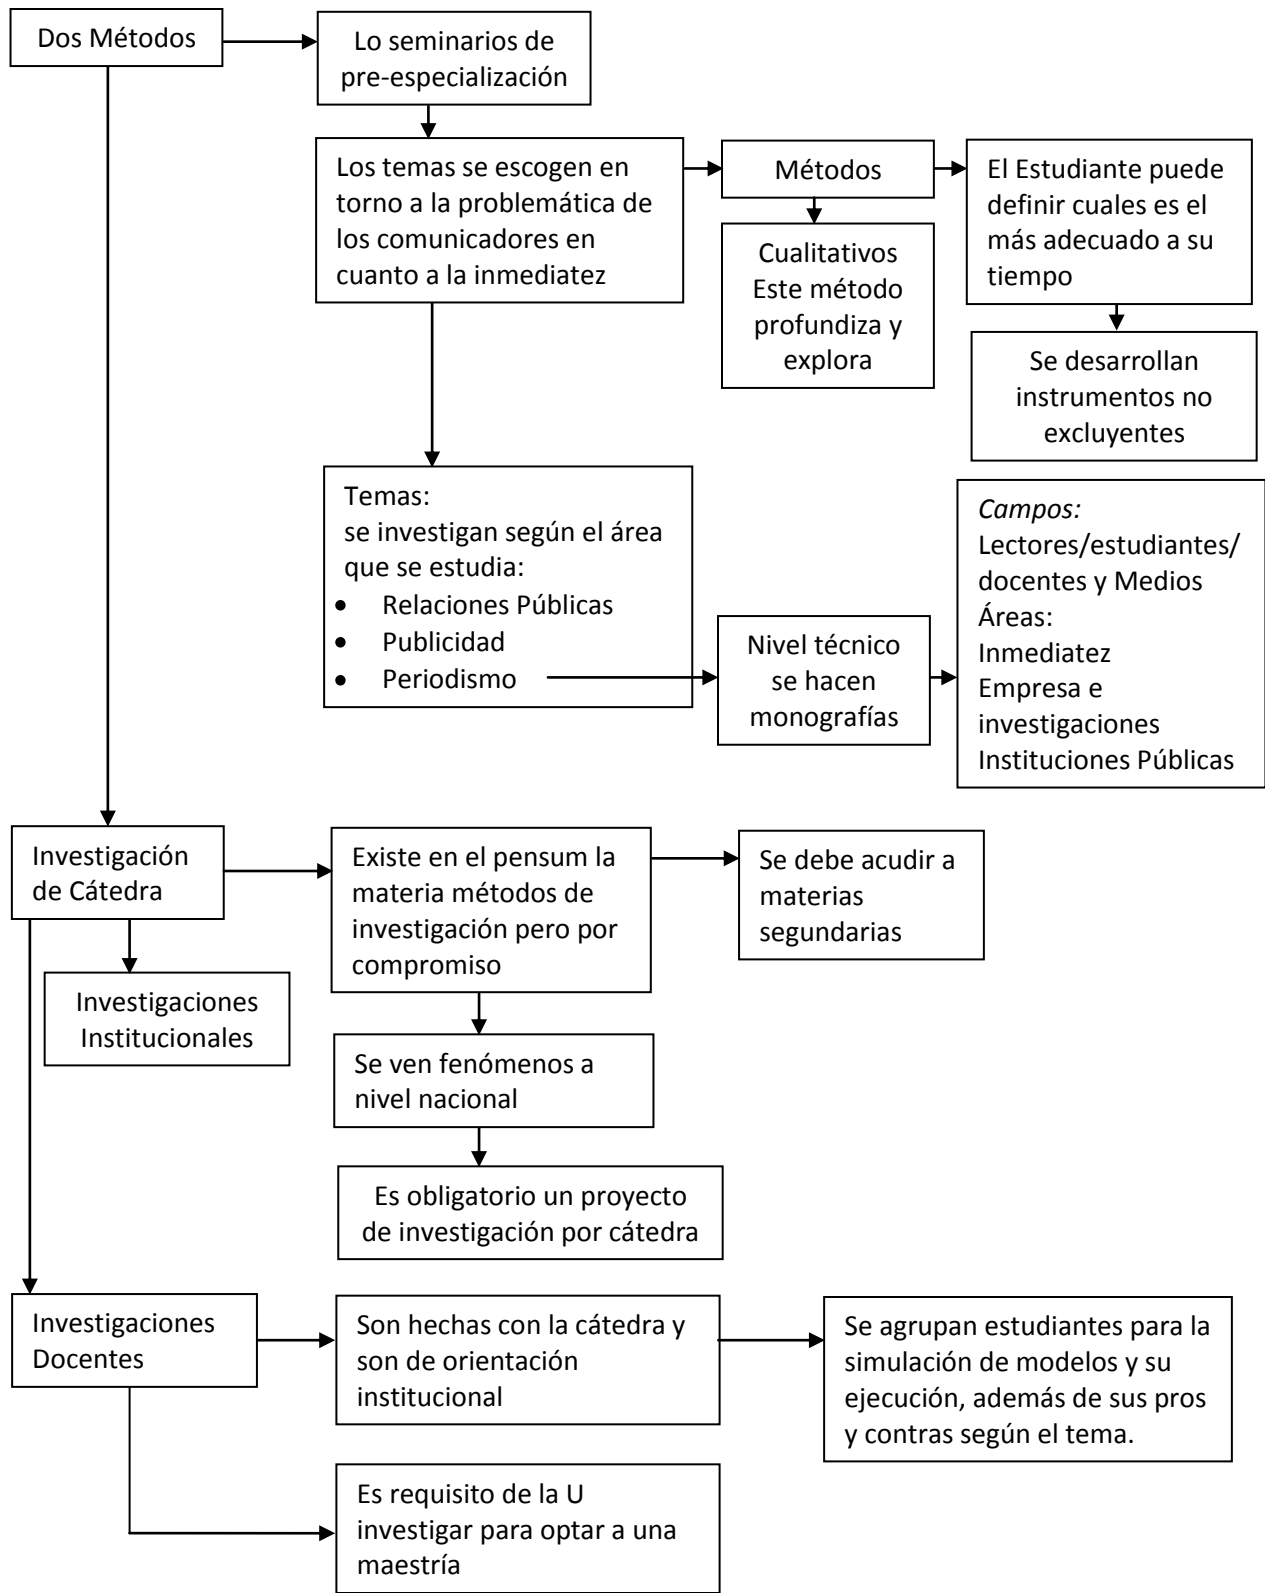 Dos Métodos
Lo seminarios de
pre-especialización
Los temas se escogen en
torno a la problemática de
los comunicadores en
cuanto a la inmediatez
Métodos
El Estudiante puede
definir cuales es el
más adecuado a su
tiempo
Cualitativos
Este método
profundiza y
explora
Se desarrollan
instrumentos no
excluyentes
Temas:
se investigan según el área
que se estudia:
• Relaciones Públicas
• Publicidad
• Periodismo
Nivel técnico
se hacen
monografías
Campos:
Lectores/estudiantes/
docentes y Medios
Áreas:
Inmediatez
Empresa e
investigaciones
Instituciones Públicas
Investigación
de Cátedra
Existe en el pensum la
materia métodos de
investigación pero por
compromiso
Se debe acudir a
materias
segundarias
Investigaciones
Institucionales
Se ven fenómenos a
nivel nacional
Es obligatorio un proyecto
de investigación por cátedra
Investigaciones
Docentes
Son hechas con la cátedra y
son de orientación
institucional
Se agrupan estudiantes para la
simulación de modelos y su
ejecución, además de sus pros
y contras según el tema.
Es requisito de la U
investigar para optar a una
maestría